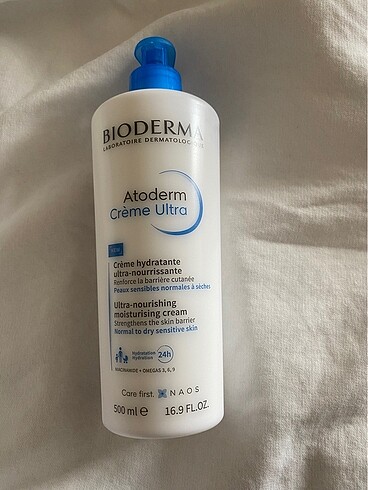 BIODERMA
LABORATOIRE DERMATOLOGIQUE
Atoderm
Crème Ultra
Crème hydratante
ultra-nourrissante
Renforce la barrière cutanée
Peaux sensibles normales à sèches
Ultra-nourishing
moisturising cream
Strengthens the skin barrier
Normal to dry sensitive skin
Hydratation
Hydration
24h
NIACINAMIDE + OMEGAS 3, 6, 9
Care first. NAOS
500 ml e 16.9 FL.OZ.